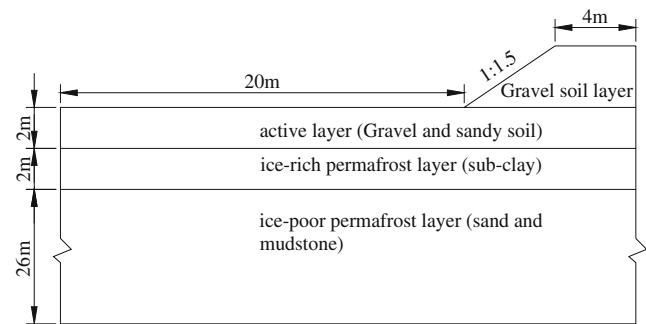 4m
1:1.5
20m
Gravel soil layer
2m
active layer (Gravel and sandy soil)
2m
ice-rich permafrost layer (sub-clay)
26m
ice-poor permafrost layer (sand and
mudstone)